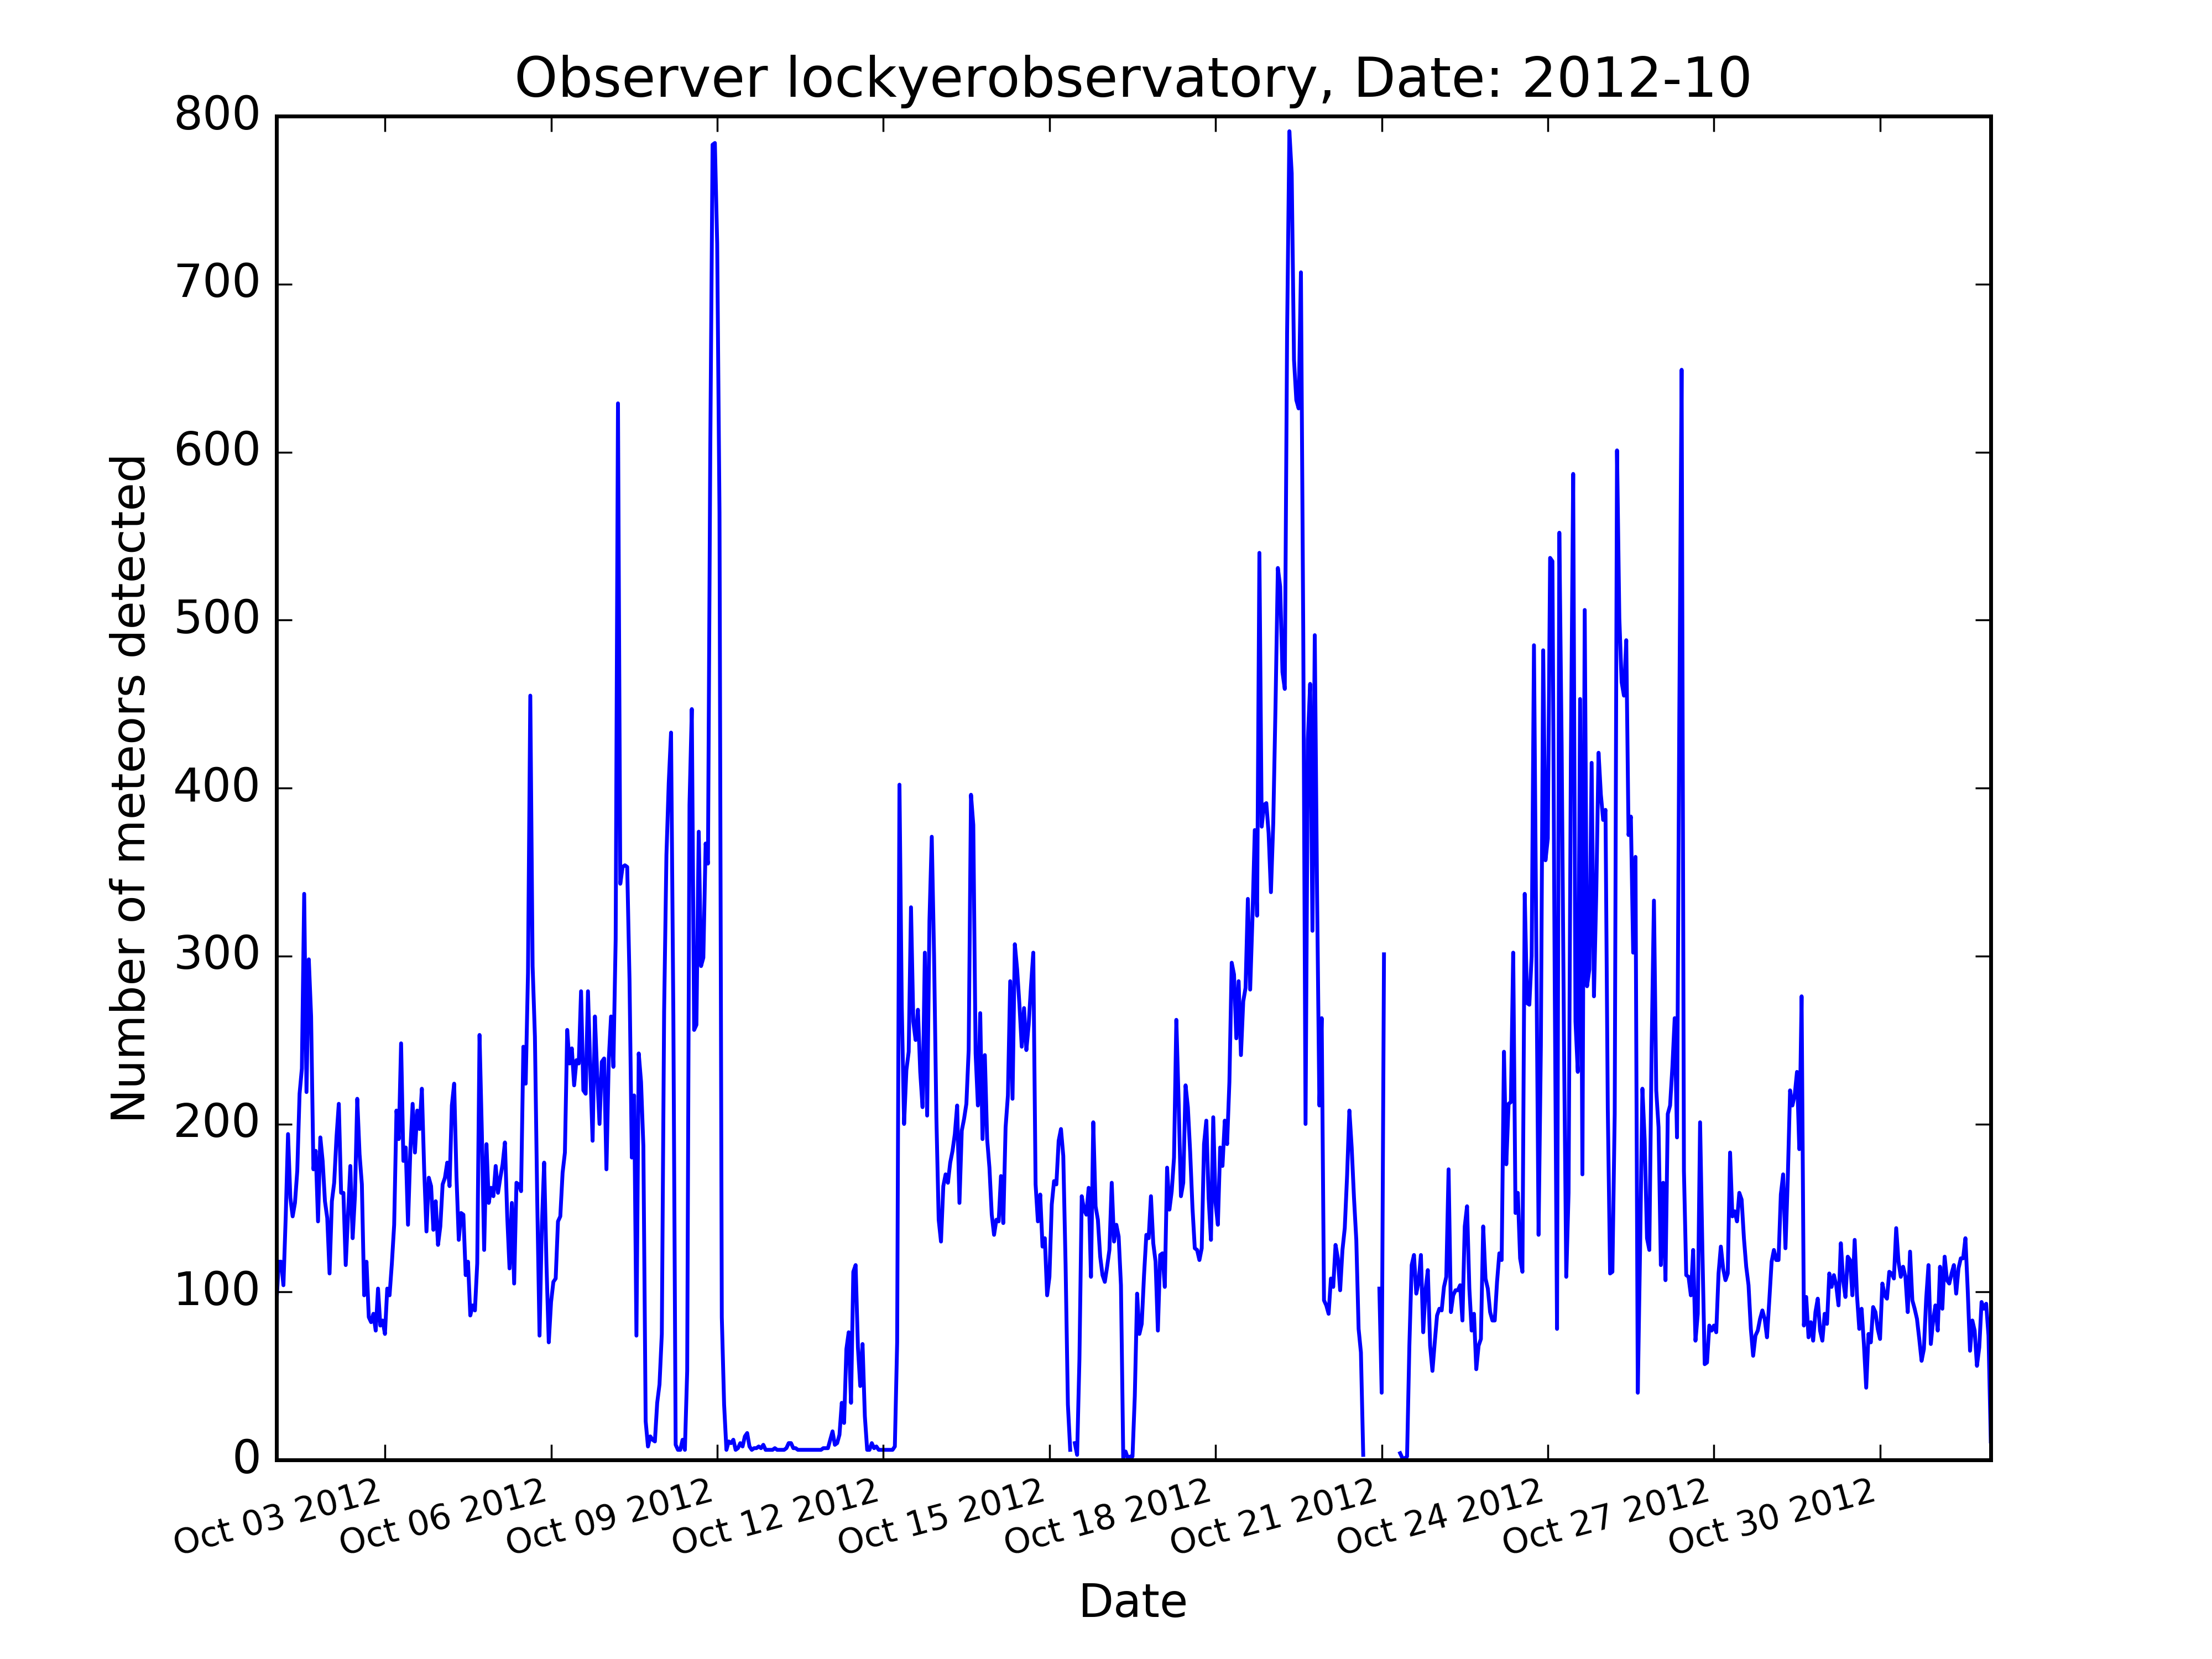 Observer lockyerobservatory, Date: 2012-10
Number of meteors detected
800
700
600
500
400
300
200
100
0
Oct 03 2012
Oct 06 2012
Oct 09 2012
Oct 12 2012
Oct 15 2012
Oct 18 2012
Oct 21 2012
Oct 24 2012
Oct 27 2012
Oct 30 2012
Date